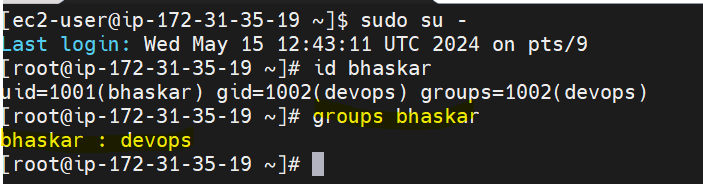 [ec2-user@ip-172-31-35-19 ~]$ sudo su -
Last login: Wed May 15 12:43:11 UTC 2024 on pts/9
[root@ip-172-31-35-19 ~]# id bhaskar
uid=1001(bhaskar) gid=1002(devops) groups=1002(devops)
[root@ip-172-31-35-19 ~]# groups bhaskar
bhaskar : devops
[root@ip-172-31-35-19 ~]#